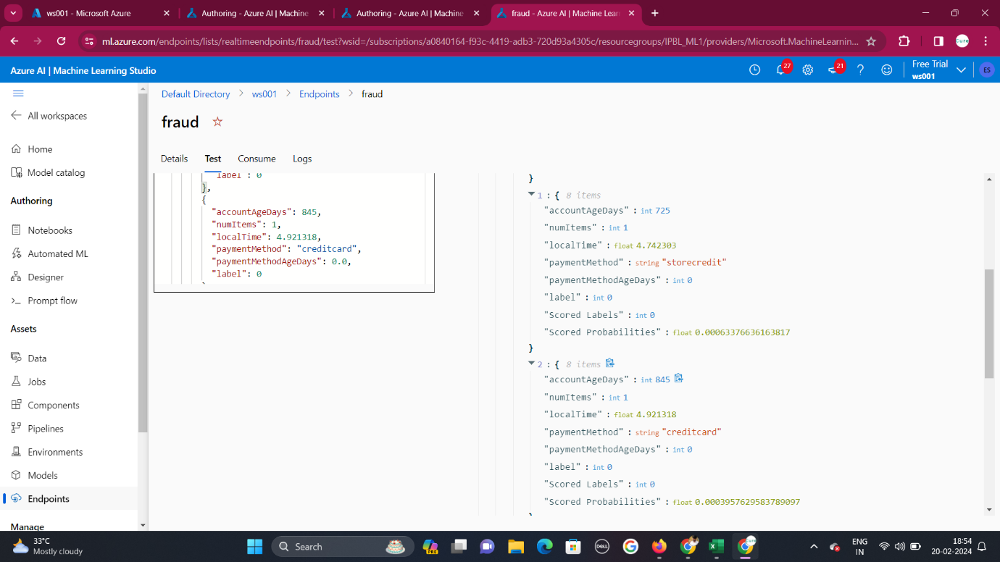 ws001 - Microsoft Azure
Authoring - Azure AI | Machine
Authoring - Azure AI | Machine
fraud - Azure AI | Machine Lear
ml.azure.com/endpoints/lists/realtimeendpoints/fraud/test?wsid=/subscriptions/a0840164-f93c-4419-adb3-720d93a4305c/resourcegroups/IPBL_ML1/providers/Microsoft.MachineLearnin...
Azure AI | Machine Learning Studio
27
21
Free Trial
ws001
ES
All workspaces
Home
Model catalog
Authoring
Notebooks
Automated ML
Designer
Prompt flow
Assets
Data
Jobs
Components
Pipelines
Environments
Models
Endpoints
Manage
Default Directory > ws001 > Endpoints > fraud
fraud
Details Test Consume Logs
"label": 0
},
{
"accountAgeDays": 845,
"numItems": 1,
"localTime": 4.921318,
"paymentMethod": "creditcard",
"paymentMethodAgeDays": 0.0,
"label": 0
}
1 : { 8 items
"accountAgeDays" : int 725
"numItems" : int 1
"localTime" : float 4.742303
"paymentMethod" : string "storecredit"
"paymentMethodAgeDays" : int 0
"label" : int 0
"Scored Labels" : int 0
"Scored Probabilities" : float 0.00063376636163817
}
2 : { 8 items
"accountAgeDays" : int 845
"numItems" : int 1
"localTime" : float 4.921318
"paymentMethod" : string "creditcard"
"paymentMethodAgeDays" : int 0
"label" : int 0
"Scored Labels" : int 0
"Scored Probabilities" : float 0.0003957629583789097
33°C
Mostly cloudy
Search
PRE
DELL
ENG
IN
18:54
20-02-2024